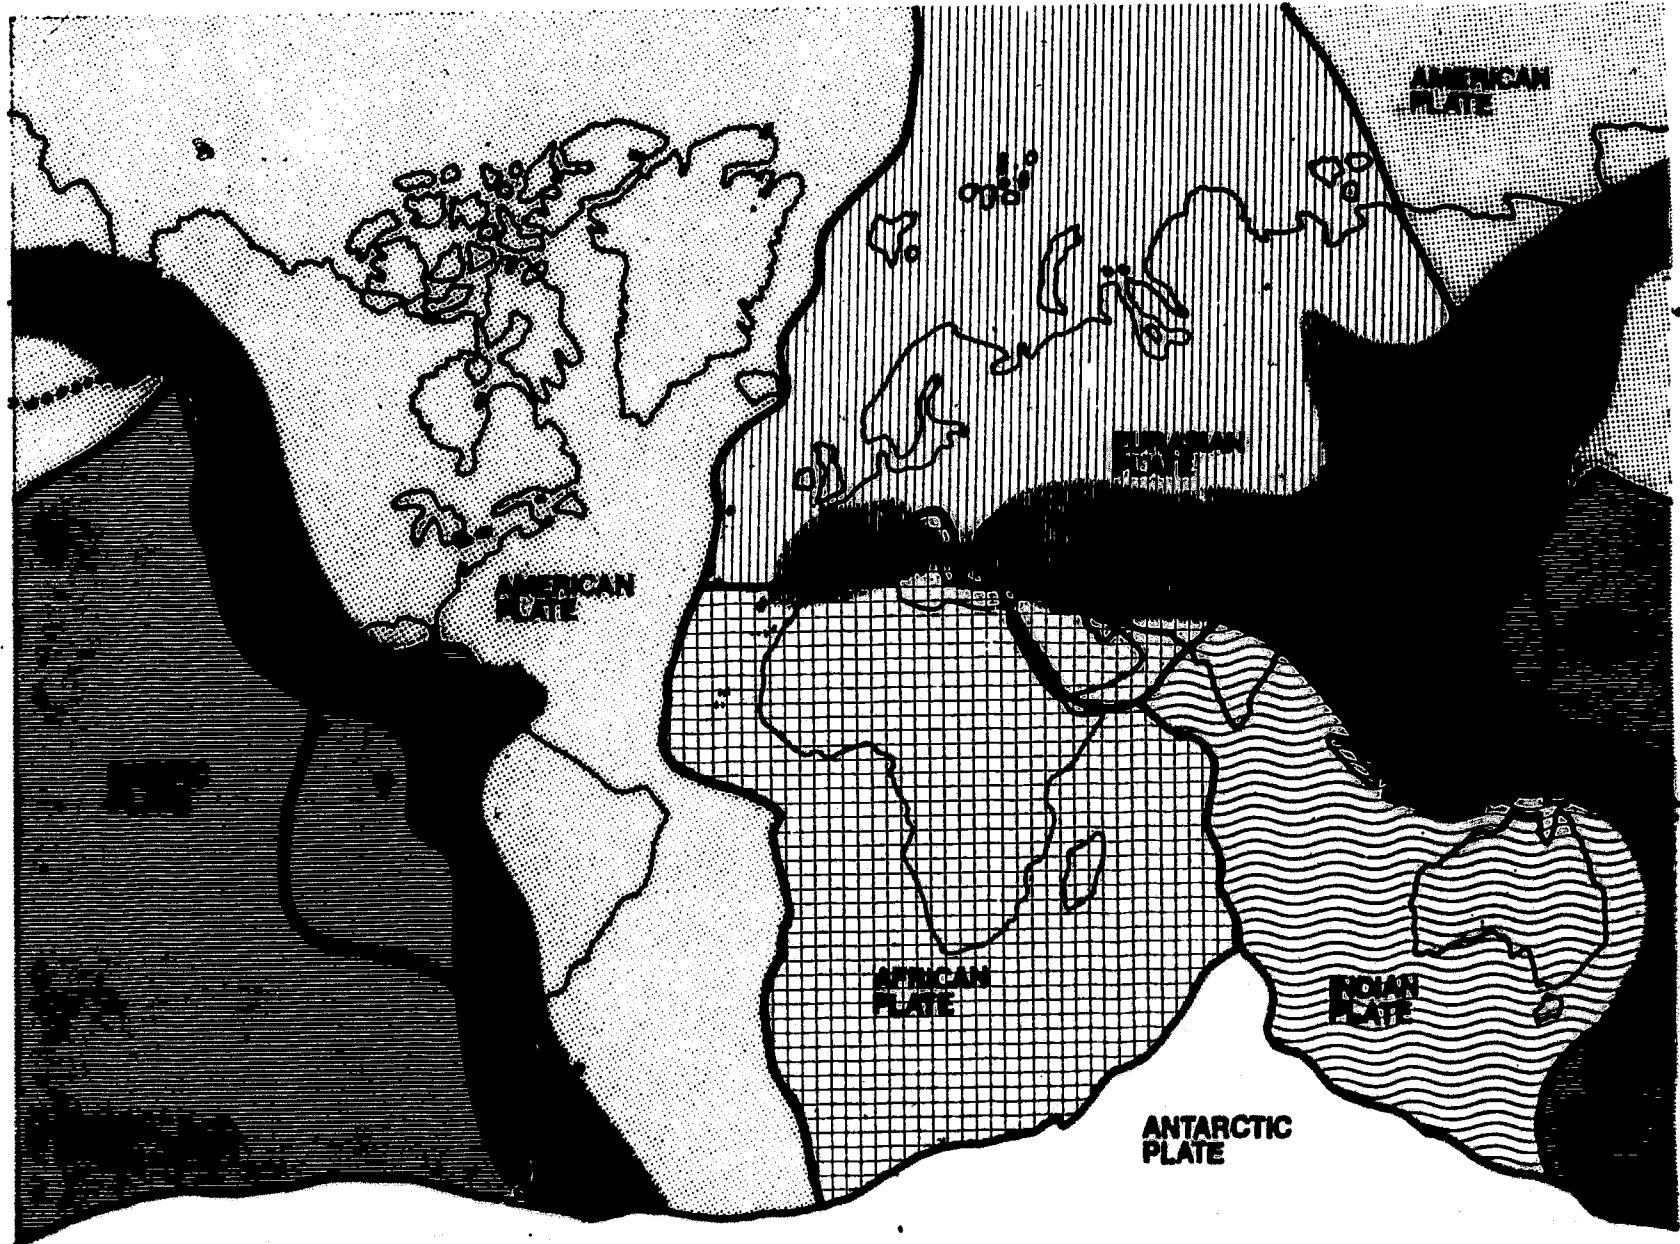 AMERICAN
PLATE
EURASIAN
PLATE
AMERICAN
PLATE
AFRICAN
PLATE
INDIAN
PLATE
ANTARCTIC
PLATE